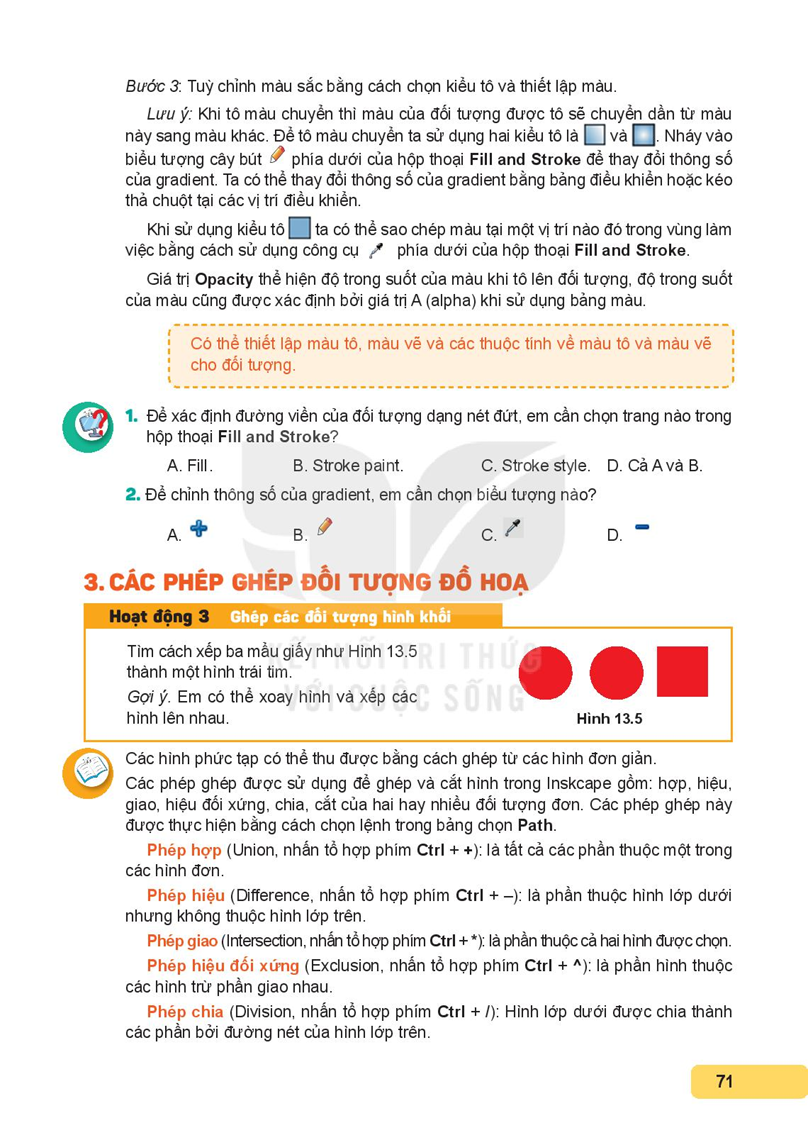 Bước 3: Tuỳ chỉnh màu sắc bằng cách chọn kiểu tô và thiết lập màu.
Lưu ý: Khi tô màu chuyển thì màu của đối tượng được tô sẽ chuyển dần từ màu
này sang màu khác. Để tô màu chuyển ta sử dụng hai kiểu tô là và . Nháy vào
biểu tượng cây bút phía dưới của hộp thoại Fill and Stroke để thay đổi thông số
của gradient. Ta có thể thay đổi thông số của gradient bằng bảng điều khiển hoặc kéo
thả chuột tại các vị trí điều khiển.
Khi sử dụng kiểu tô ta có thể sao chép màu tại một vị trí nào đó trong vùng làm
việc bằng cách sử dụng công cụ phía dưới của hộp thoại Fill and Stroke.
Giá trị Opacity thể hiện độ trong suốt của màu khi tô lên đối tượng, độ trong suốt
của màu cũng được xác định bởi giá trị A (alpha) khi sử dụng bảng màu.
Có thể thiết lập màu tô, màu vẽ và các thuộc tính về màu tô và màu vẽ
cho đối tượng.
1. Để xác định đường viền của đối tượng dạng nét đứt, em cần chọn trang nào trong
hộp thoại Fill and Stroke?
A. Fill. B. Stroke paint. C. Stroke style. D. Cả A và B.
2. Để chỉnh thông số của gradient, em cần chọn biểu tượng nào?
A. B. C. D.
3. CÁC PHÉP GHÉP ĐỐI TƯỢNG ĐỒ HOẠ
Hoạt động 3 Ghép các đối tượng hình khối
Tìm cách xếp ba mẩu giấy như Hình 13.5
thành một hình trái tim.
Gợi ý. Em có thể xoay hình và xếp các
hình lên nhau.
Hình 13.5
KẾT NỐI TRI THỨC
VỚI CUỘC SỐNG
Các hình phức tạp có thể thu được bằng cách ghép từ các hình đơn giản.
Các phép ghép được sử dụng để ghép và cắt hình trong Inskcape gồm: hợp, hiệu,
giao, hiệu đối xứng, chia, cắt của hai hay nhiều đối tượng đơn. Các phép ghép này
được thực hiện bằng cách chọn lệnh trong bảng chọn Path.
Phép hợp (Union, nhấn tổ hợp phím Ctrl + +): là tất cả các phần thuộc một trong
các hình đơn.
Phép hiệu (Difference, nhấn tổ hợp phím Ctrl + –): là phần thuộc hình lớp dưới
nhưng không thuộc hình lớp trên.
Phép giao (Intersection, nhấn tổ hợp phím Ctrl + *): là phần thuộc cả hai hình được chọn.
Phép hiệu đối xứng (Exclusion, nhấn tổ hợp phím Ctrl + ^): là phần hình thuộc
các hình trừ phần giao nhau.
Phép chia (Division, nhấn tổ hợp phím Ctrl + /): Hình lớp dưới được chia thành
các phần bởi đường nét của hình lớp trên.
71